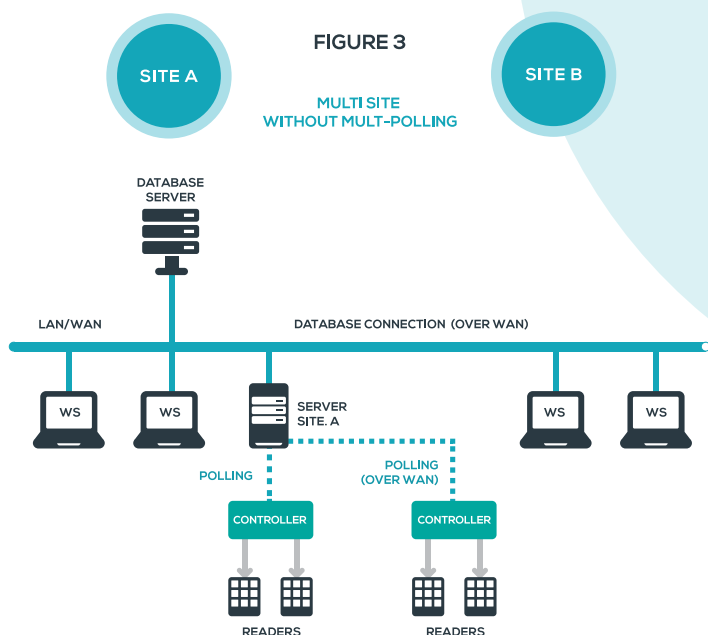 FIGURE 3
SITE A
SITE B
MULTI SITE
WITHOUT MULT-POLLING
DATABASE
SERVER
LAN/WAN
DATABASE CONNECTION (OVER WAN)
WS
WS
SERVER
SITE. A
WS
WS
POLLING
POLLING
(OVER WAN)
CONTROLLER
CONTROLLER
READERS
READERS